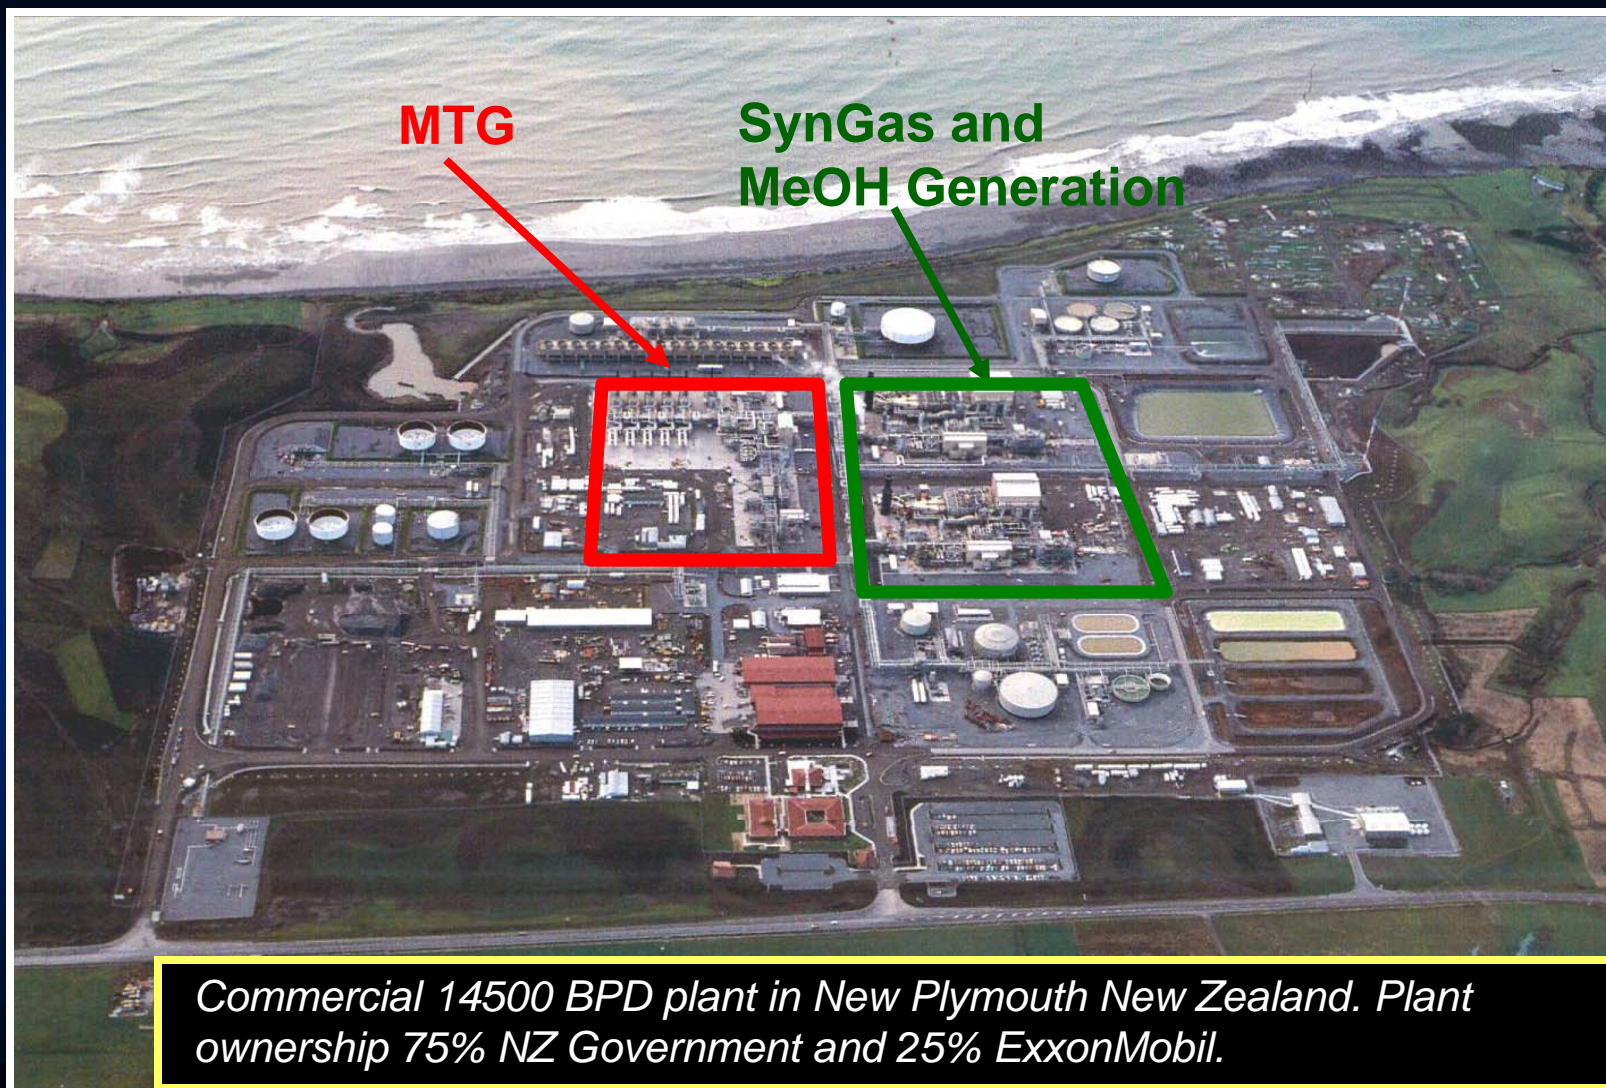 MTG
SynGas and
MeOH Generation
Commercial 14500 BPD plant in New Plymouth New Zealand. Plant
ownership 75% NZ Government and 25% ExxonMobil.